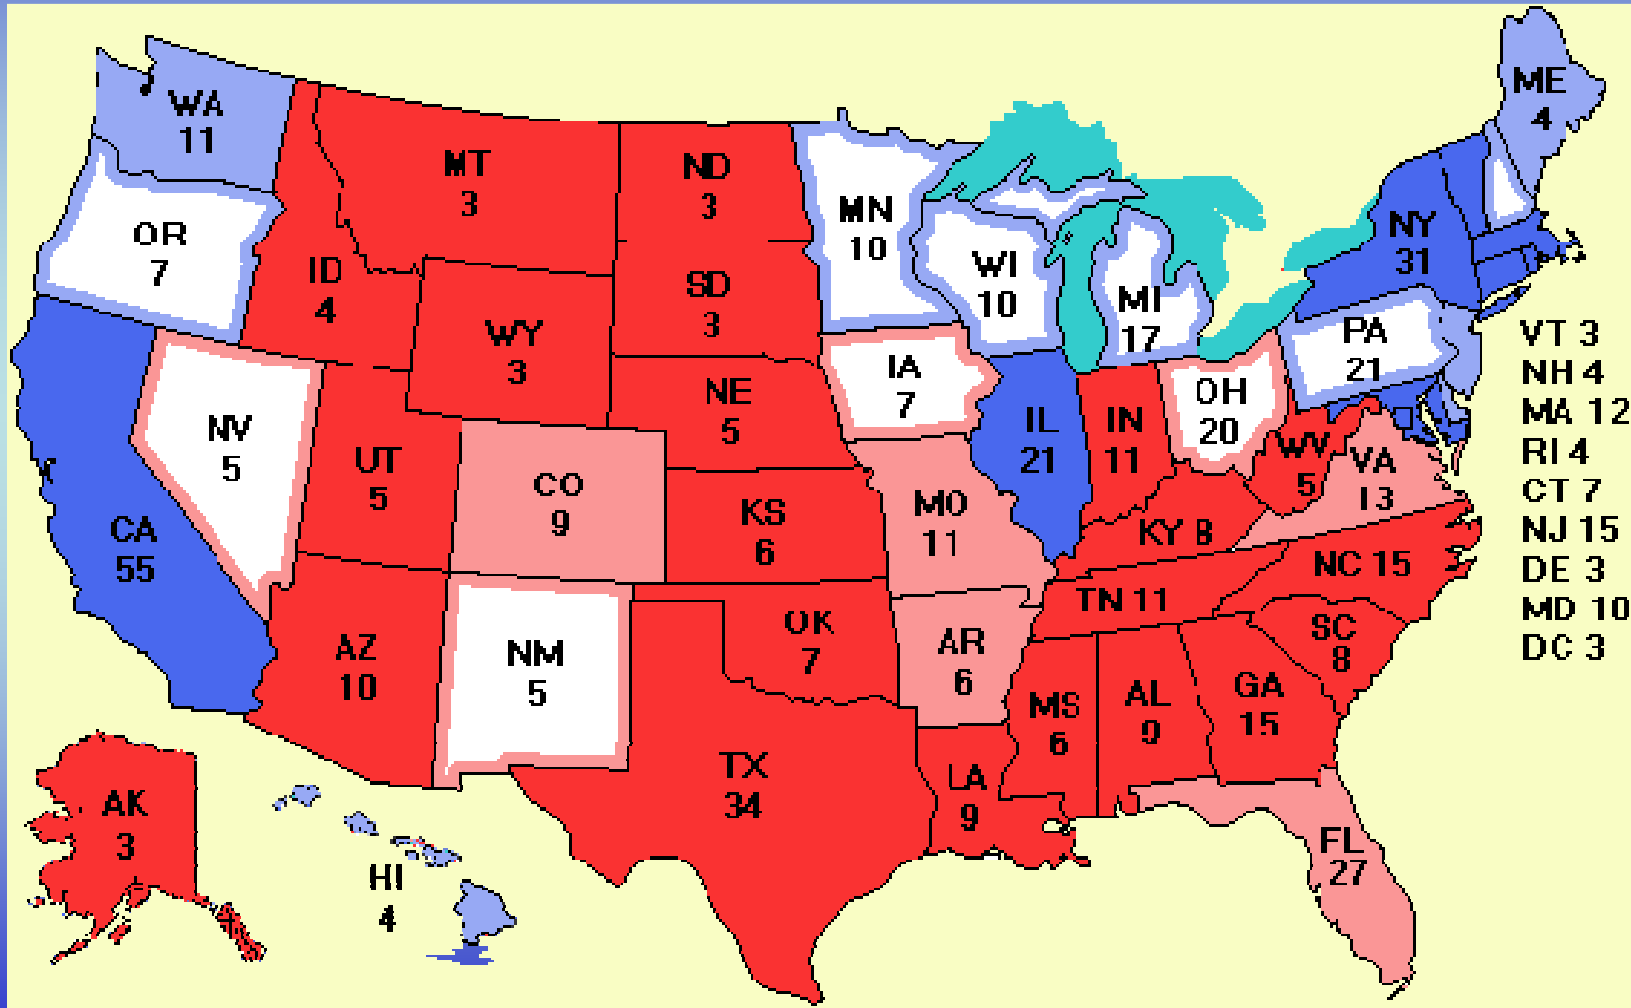 WA
11
OR
7
CA
55
NV
5
ID
4
MT
3
WY
3
UT
5
AZ
10
CO
9
NM
5
ND
3
SD
3
NE
5
KS
6
OK
7
TX
34
MN
10
IA
7
MO
11
AR
6
LA
9
WI
10
IL
21
MI
17
IN
11
OH
20
KY 8
TN 11
MS
6
AL
9
GA
15
FL
27
SC
8
NC 15
VA
13
WV
5
PA
21
NY
31
ME
4
VT 3
NH 4
MA 12
RI 4
CT 7
NJ 15
DE 3
MD 10
DC 3
AK
3
HI
4